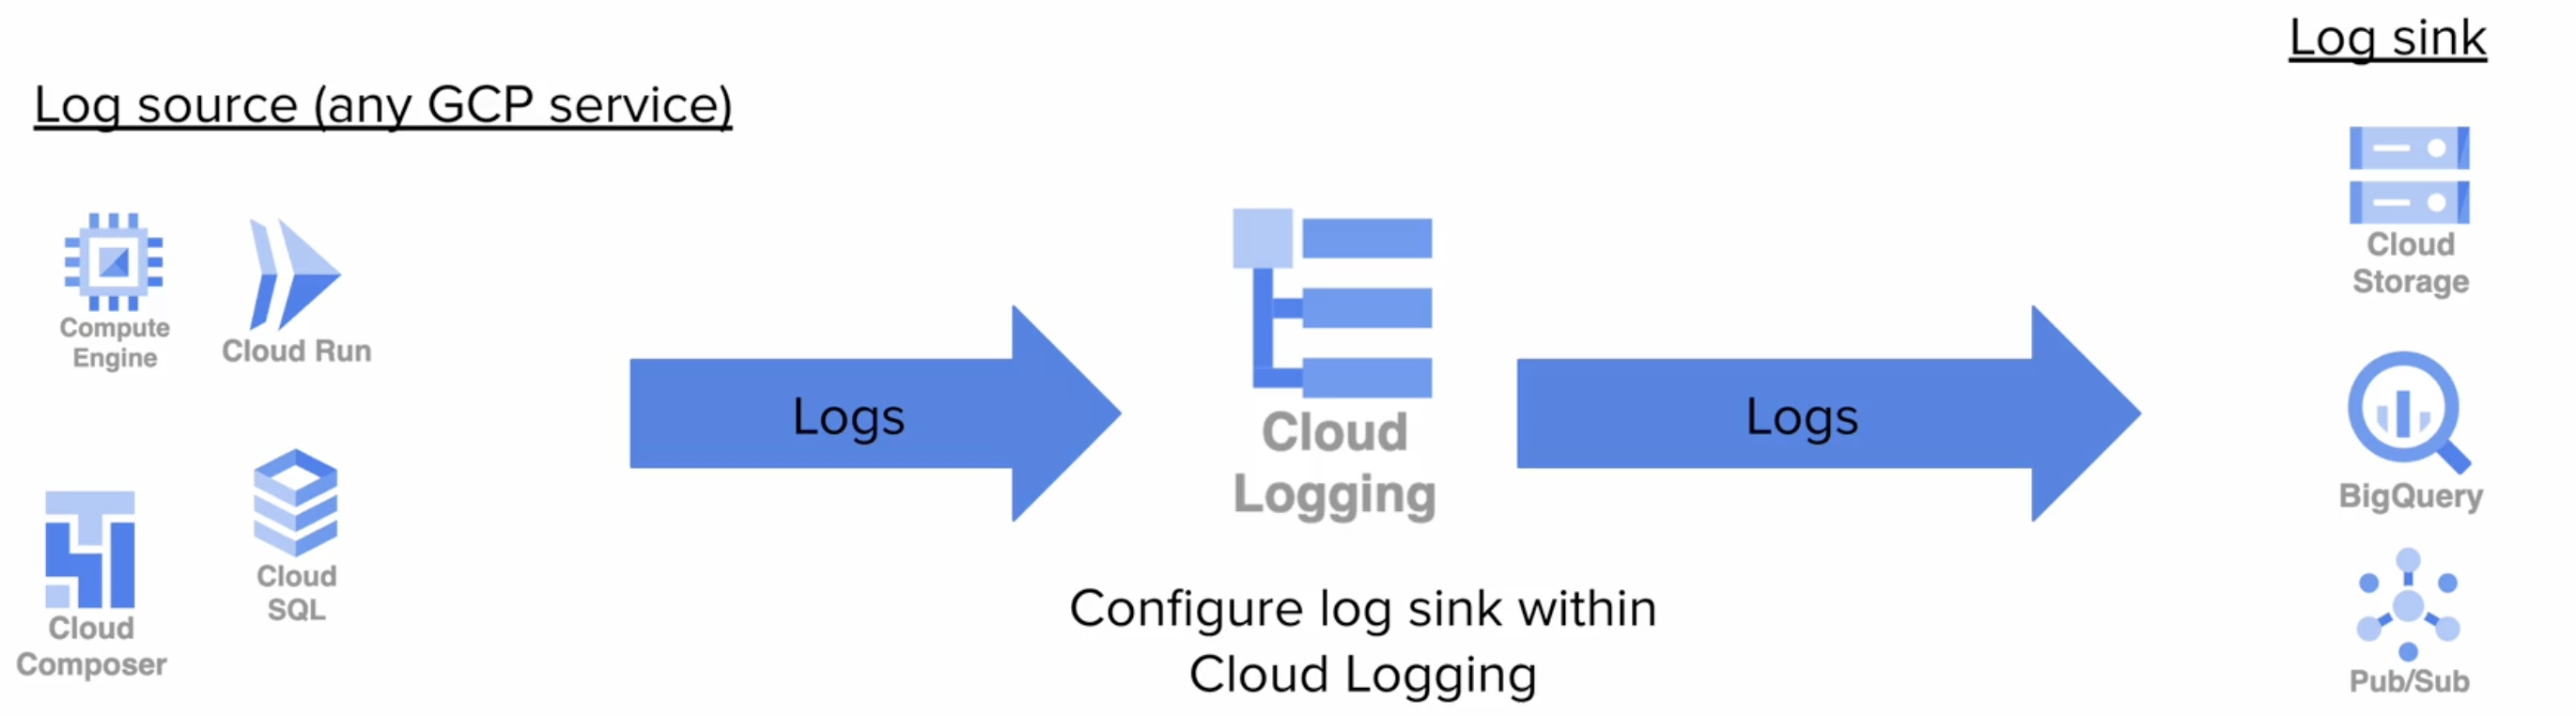 Log source (any GCP service)
Compute
Engine
Cloud Run
Cloud
Composer
Cloud
SQL
Logs
Cloud
Logging
Configure log sink within
Cloud Logging
Logs
Log sink
Cloud
Storage
BigQuery
Pub/Sub